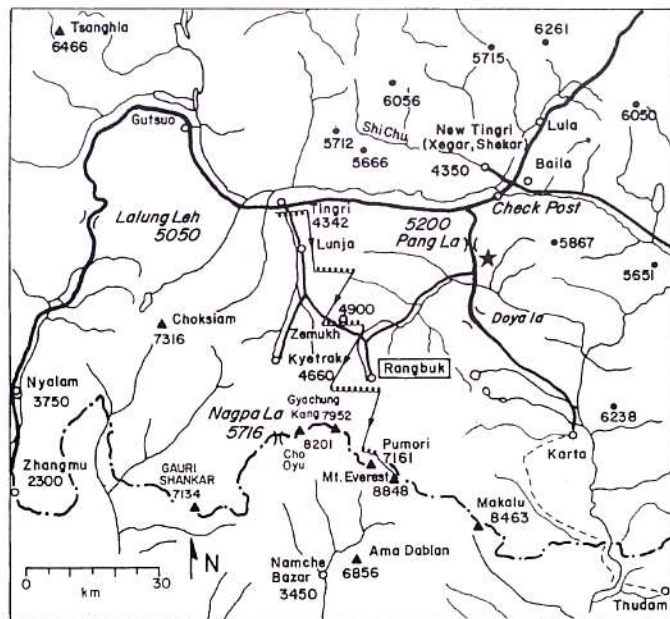 Tsanghla
6466
6261
5715
6056
6050
Gutsuo
Shi Chu
Lula
New Tingri
(Xegar, Shekar)
4350
5712
5666
Baila
Lalung Leh
5050
Tingri
4342
5200
Pang La
Check Post
Lunja
5867
5651
4900
Doya la
Choksiam
7316
Zemukh
Kyetrak
4660
Rangbuk
Nyalam
3750
Nagpa La
5716
Gyachung
Kang 7952
6238
8201
Cho
Oyu
Pumori
7161
Karta
Zhangmu
2300
GAURI
SHANKAR
7134
Mt. Everest
8848
Makalu
8463
N
Namche
Bazar
3450
Ama Dablan
6856
0 30
km
Thudam